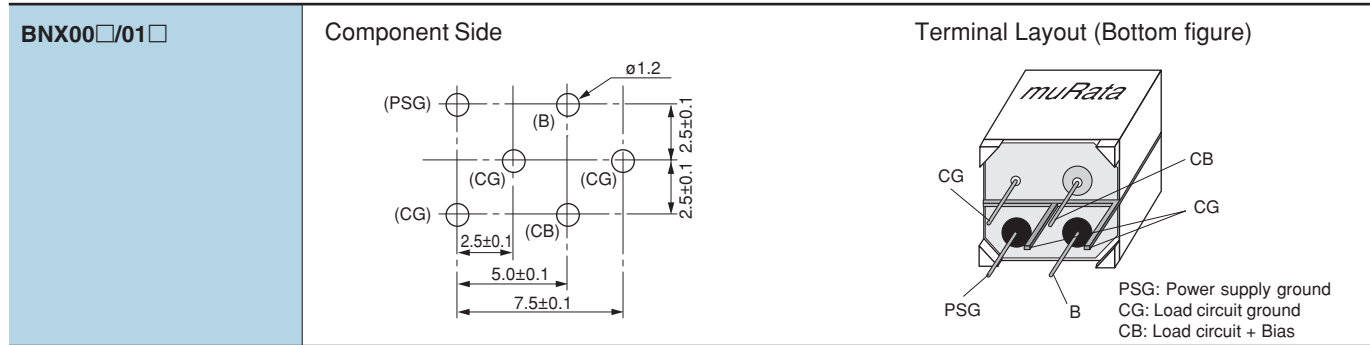 BNX00□/01□
Component Side
Terminal Layout (Bottom figure)
ø1.2
(PSG)
(B)
2.5±0.1
(CG)
(CG)
2.5±0.1
(CG)
(CB)
2.5±0.1
5.0±0.1
7.5±0.1
muRata
CB
CG
CG
PSG
B
PSG: Power supply ground
CG: Load circuit ground
CB: Load circuit + Bias